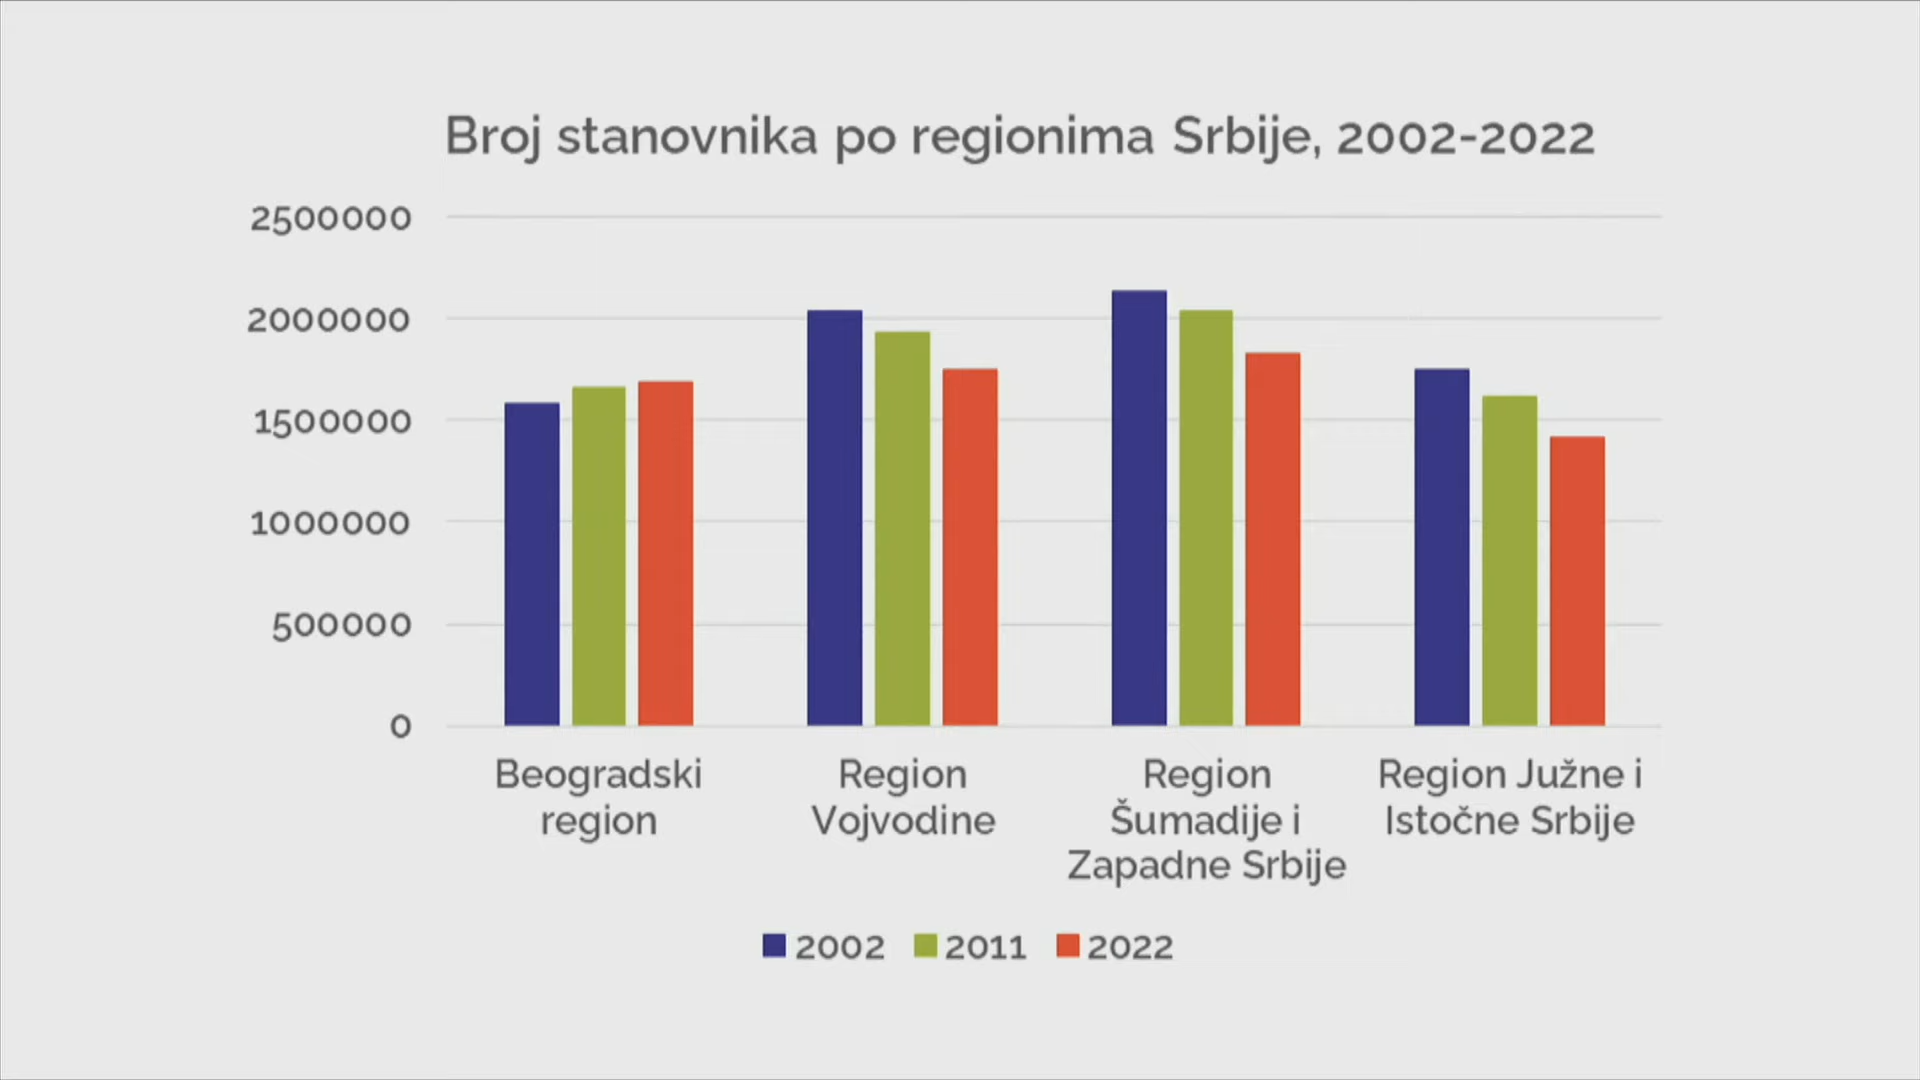 Broj stanovnika po regionima Srbije, 2002-2022
2500000
2000000
1500000
1000000
500000
0
Beogradski
region
Region
Vojvodine
Region
Šumadije i
Zapadne Srbije
Region Južne i
Istočne Srbije
2002 2011 2022